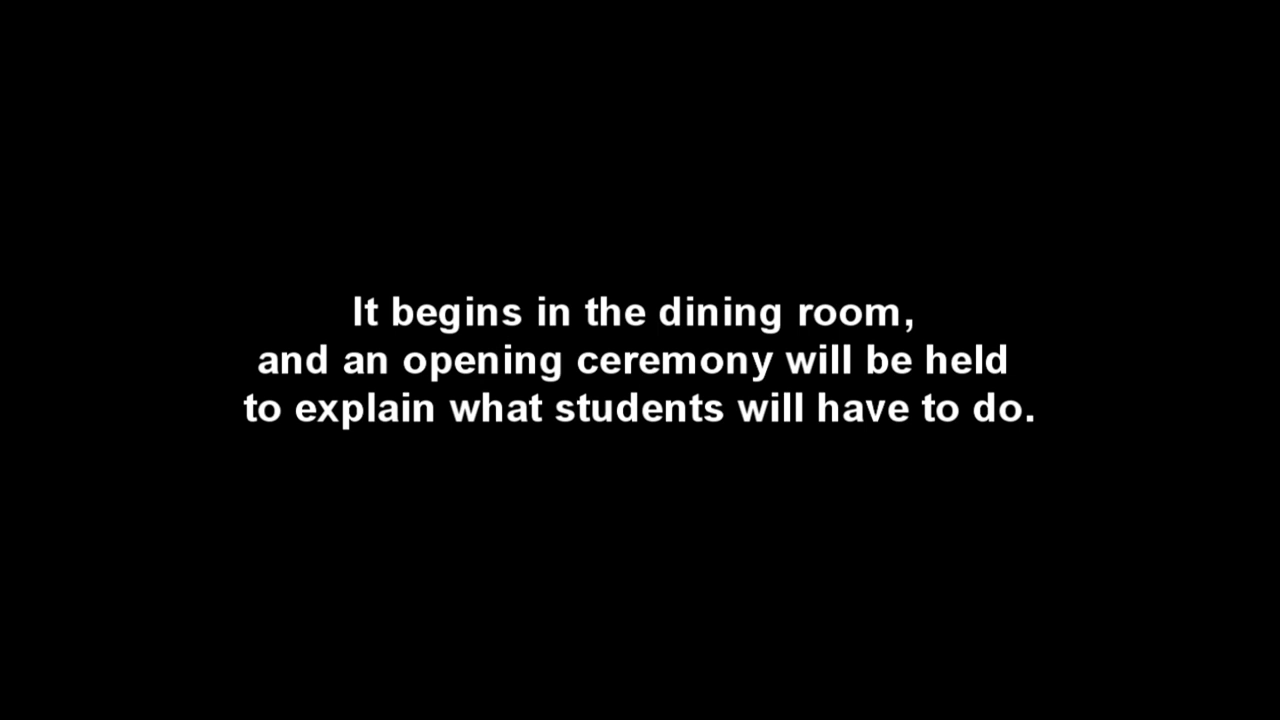 It begins in the dining room,
and an opening ceremony will be held
to explain what students will have to do.